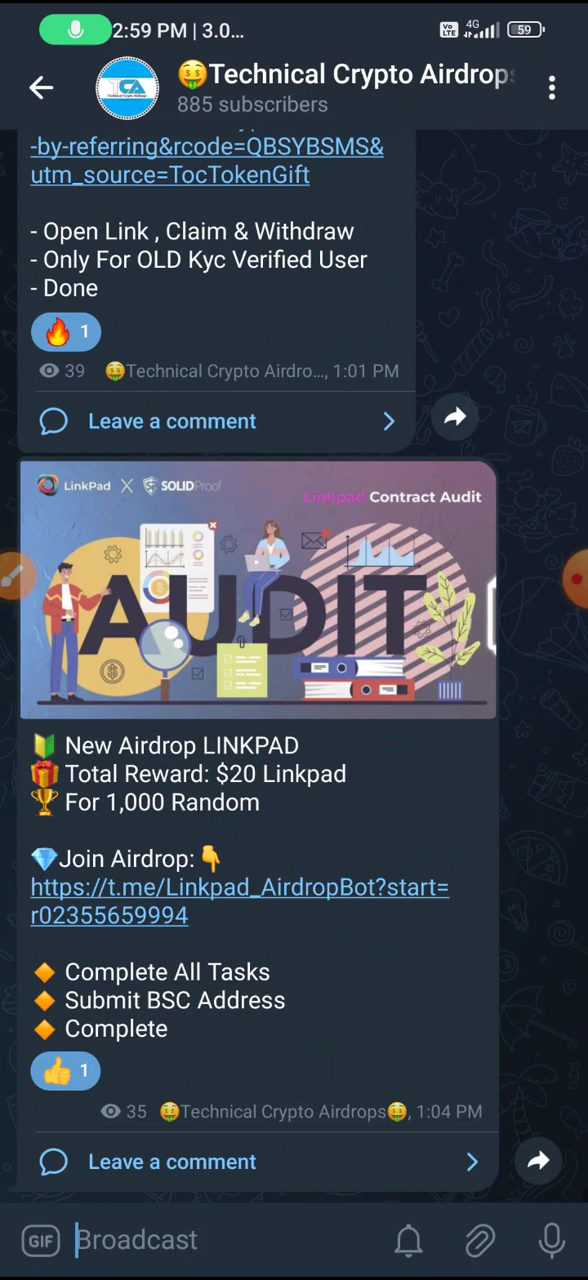 2:59 PM | 3.0...
Vo LTE 4G 59
🤑Technical Crypto Airdrops
885 subscribers
-by-referring&rcode=QBSYBSMS&
utm_source=TocTokenGift
- Open Link , Claim & Withdraw
- Only For OLD Kyc Verified User
- Done
🔥 1
39 🤑Technical Crypto Airdro..., 1:01 PM
Leave a comment
LinkPad X SOLIDProof
Linkpad Contract Audit
AUDIT
🔰 New Airdrop LINKPAD
🎁 Total Reward: $20 Linkpad
🏆 For 1,000 Random
💎Join Airdrop:👇
https://t.me/Linkpad_AirdropBot?start=
r02355659994
🔶 Complete All Tasks
🔶 Submit BSC Address
🔶 Complete
👍 1
35 🤑Technical Crypto Airdrops🤑, 1:04 PM
Leave a comment
GIF Broadcast